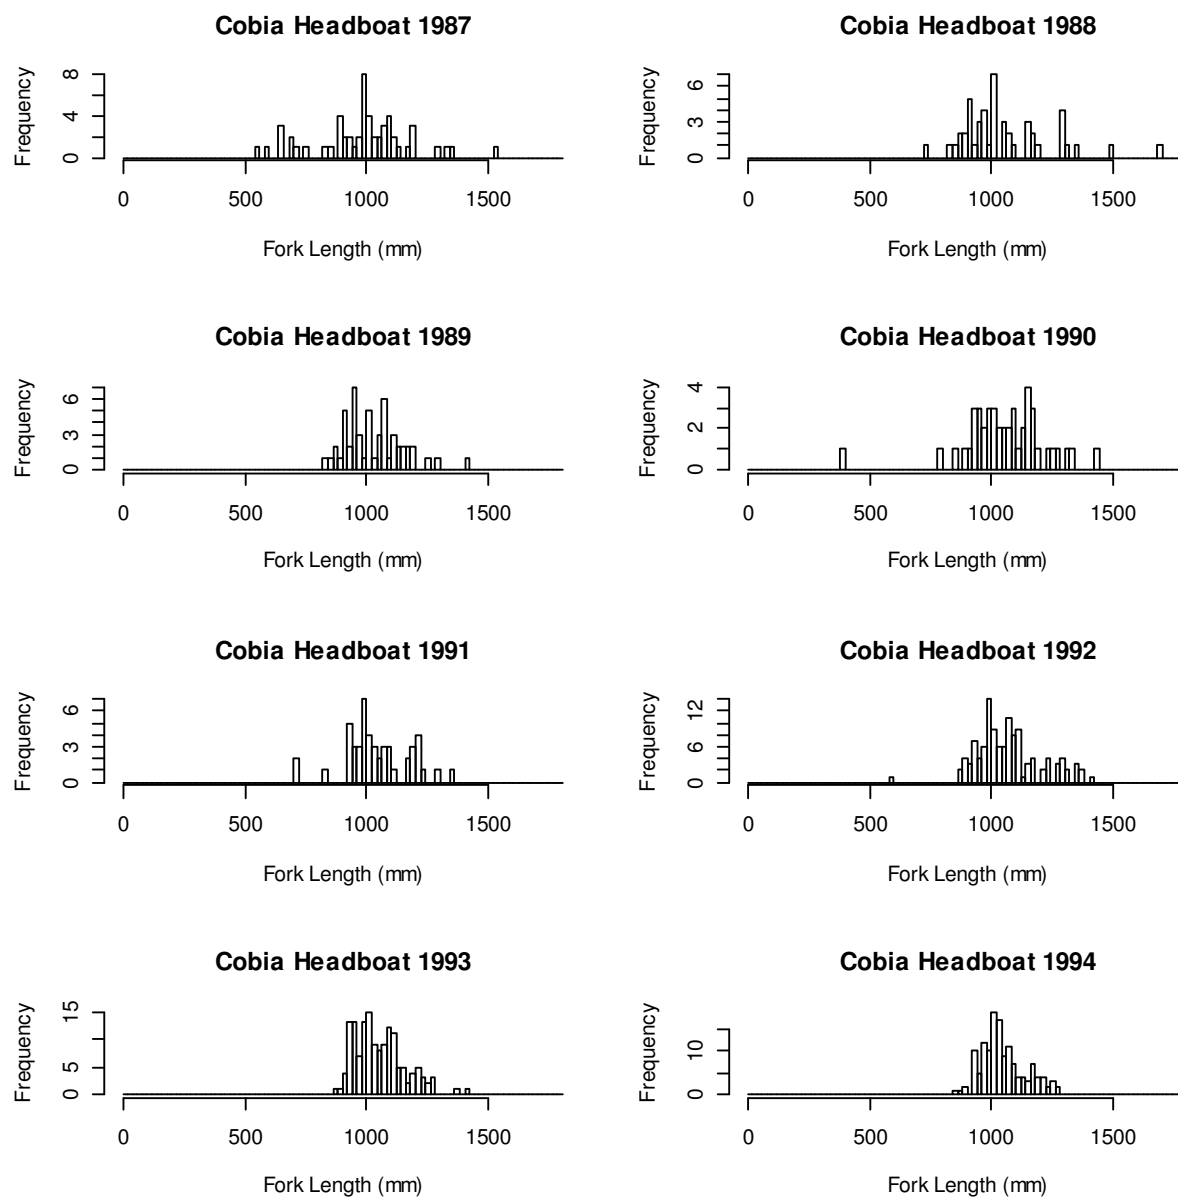 Cobia Headboat 1987
Frequency
0 4 8
0 500 1000 1500
Fork Length (mm)
Cobia Headboat 1988
Frequency
0 3 6
0 500 1000 1500
Fork Length (mm)
Cobia Headboat 1989
Frequency
0 3 6
0 500 1000 1500
Fork Length (mm)
Cobia Headboat 1990
Frequency
0 2 4
0 500 1000 1500
Fork Length (mm)
Cobia Headboat 1991
Frequency
0 3 6
0 500 1000 1500
Fork Length (mm)
Cobia Headboat 1992
Frequency
0 6 12
0 500 1000 1500
Fork Length (mm)
Cobia Headboat 1993
Frequency
0 5 15
0 500 1000 1500
Fork Length (mm)
Cobia Headboat 1994
Frequency
0 10
0 500 1000 1500
Fork Length (mm)